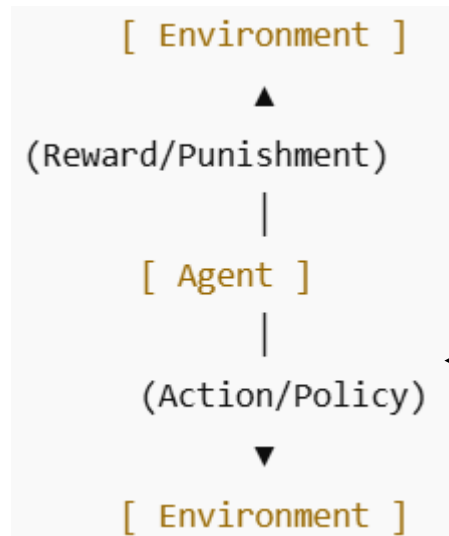 [ Environment ]
▲
(Reward/Punishment)
|
[ Agent ]
|
(Action/Policy)
▼
[ Environment ]